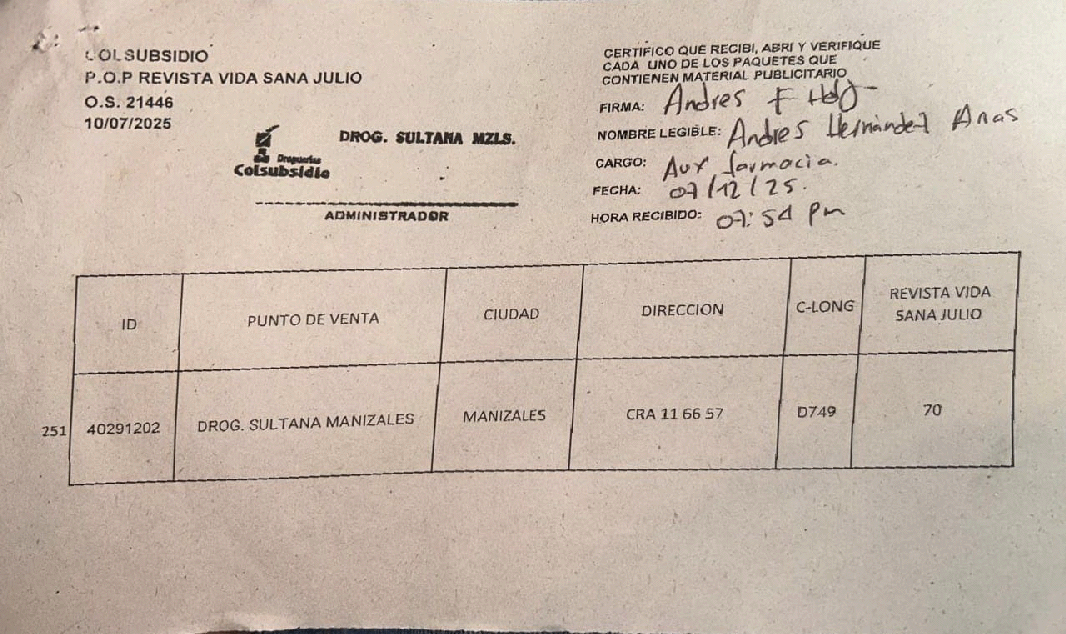 COLSUBSIDIO
P.O.P REVISTA VIDA SANA JULIO
O.S. 21446
10/07/2025
Droguerías
Colsubsidio
DROG. SULTANA MZLS.
ADMINISTRADOR
CERTIFICO QUE RECIBI, ABRI Y VERIFIQUE
CADA UNO DE LOS PAQUETES QUE
CONTIENEN MATERIAL PUBLICITARIO
FIRMA: Andres F
NOMBRE LEGIBLE: Andres Hernández Arias
CARGO: Aux farmacia.
FECHA: 07/12/25.
HORA RECIBIDO: 07:54 Pm
ID PUNTO DE VENTA CIUDAD DIRECCION C-LONG REVISTA VIDA
SANA JULIO
251 40291202 DROG. SULTANA MANIZALES MANIZALES CRA 11 66 57 D749 70